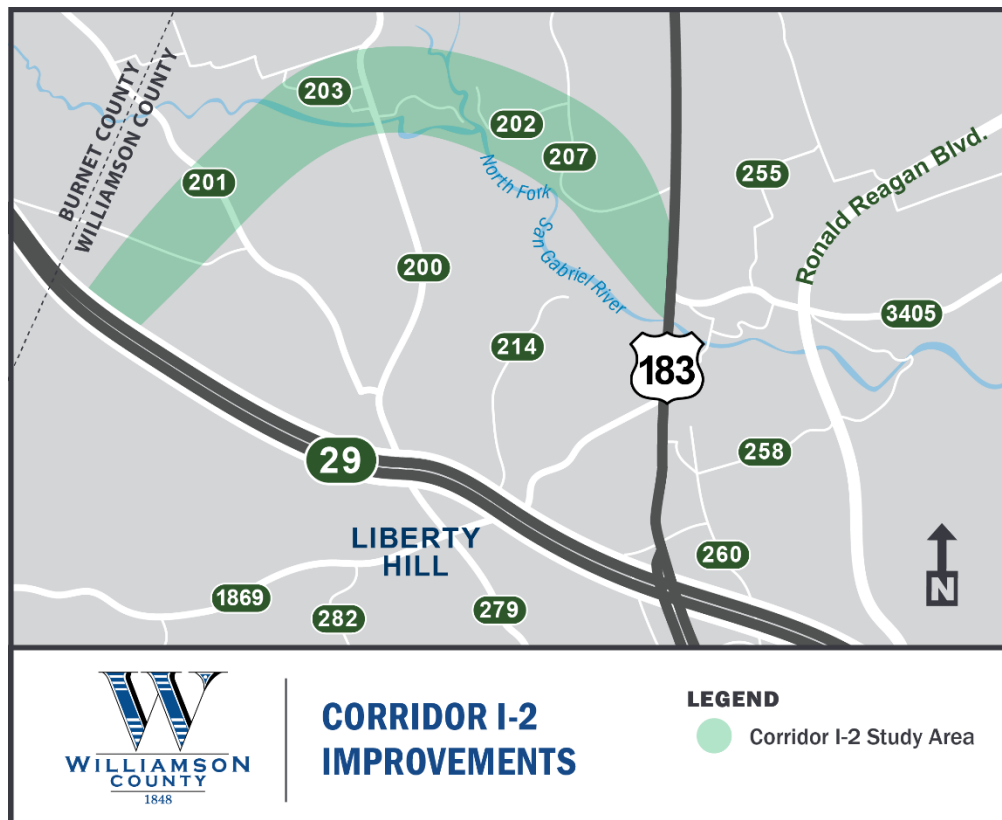 BURNET COUNTY
WILLIAMSON COUNTY
203
202
207
201
255
Ronald Reagan Blvd.
North Fork
San Gabriel River
200
3405
214
183
29
258
LIBERTY
HILL
260
1869
282
279
N
W
WILLIAMSON
COUNTY
1848
CORRIDOR I-2
IMPROVEMENTS
LEGEND
Corridor I-2 Study Area